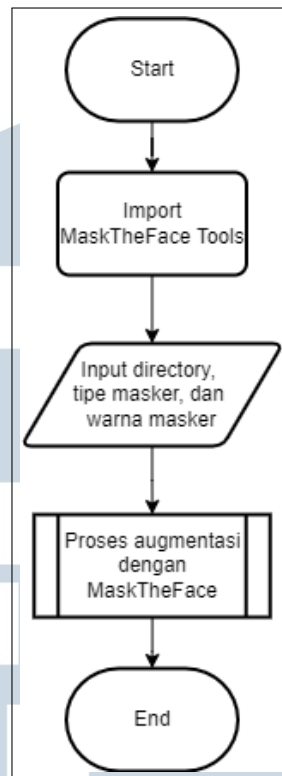 Start
Import
MaskTheFace Tools
Input directory,
tipe masker, dan
warna masker
Proses augmentasi
dengan
MaskTheFace
End